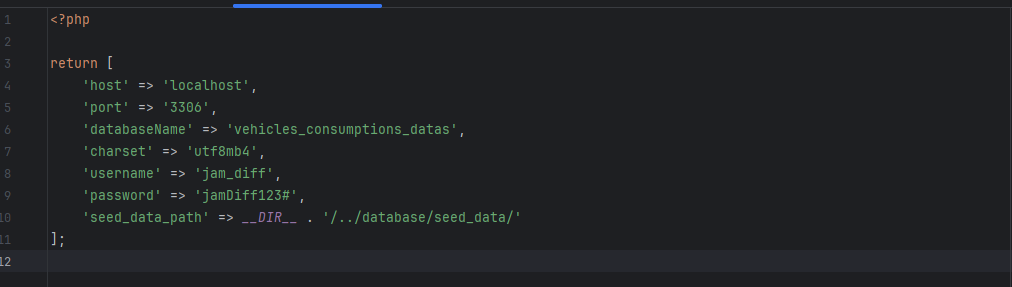 1 <?php
2
3 return [
4 'host' => 'localhost',
5 'port' => '3306',
6 'databaseName' => 'vehicles_consumptions_datas',
7 'charset' => 'utf8mb4',
8 'username' => 'jam_diff',
9 'password' => 'jamDiff123#',
10 'seed_data_path' => __DIR__ . '/../database/seed_data/'
11 ];
12